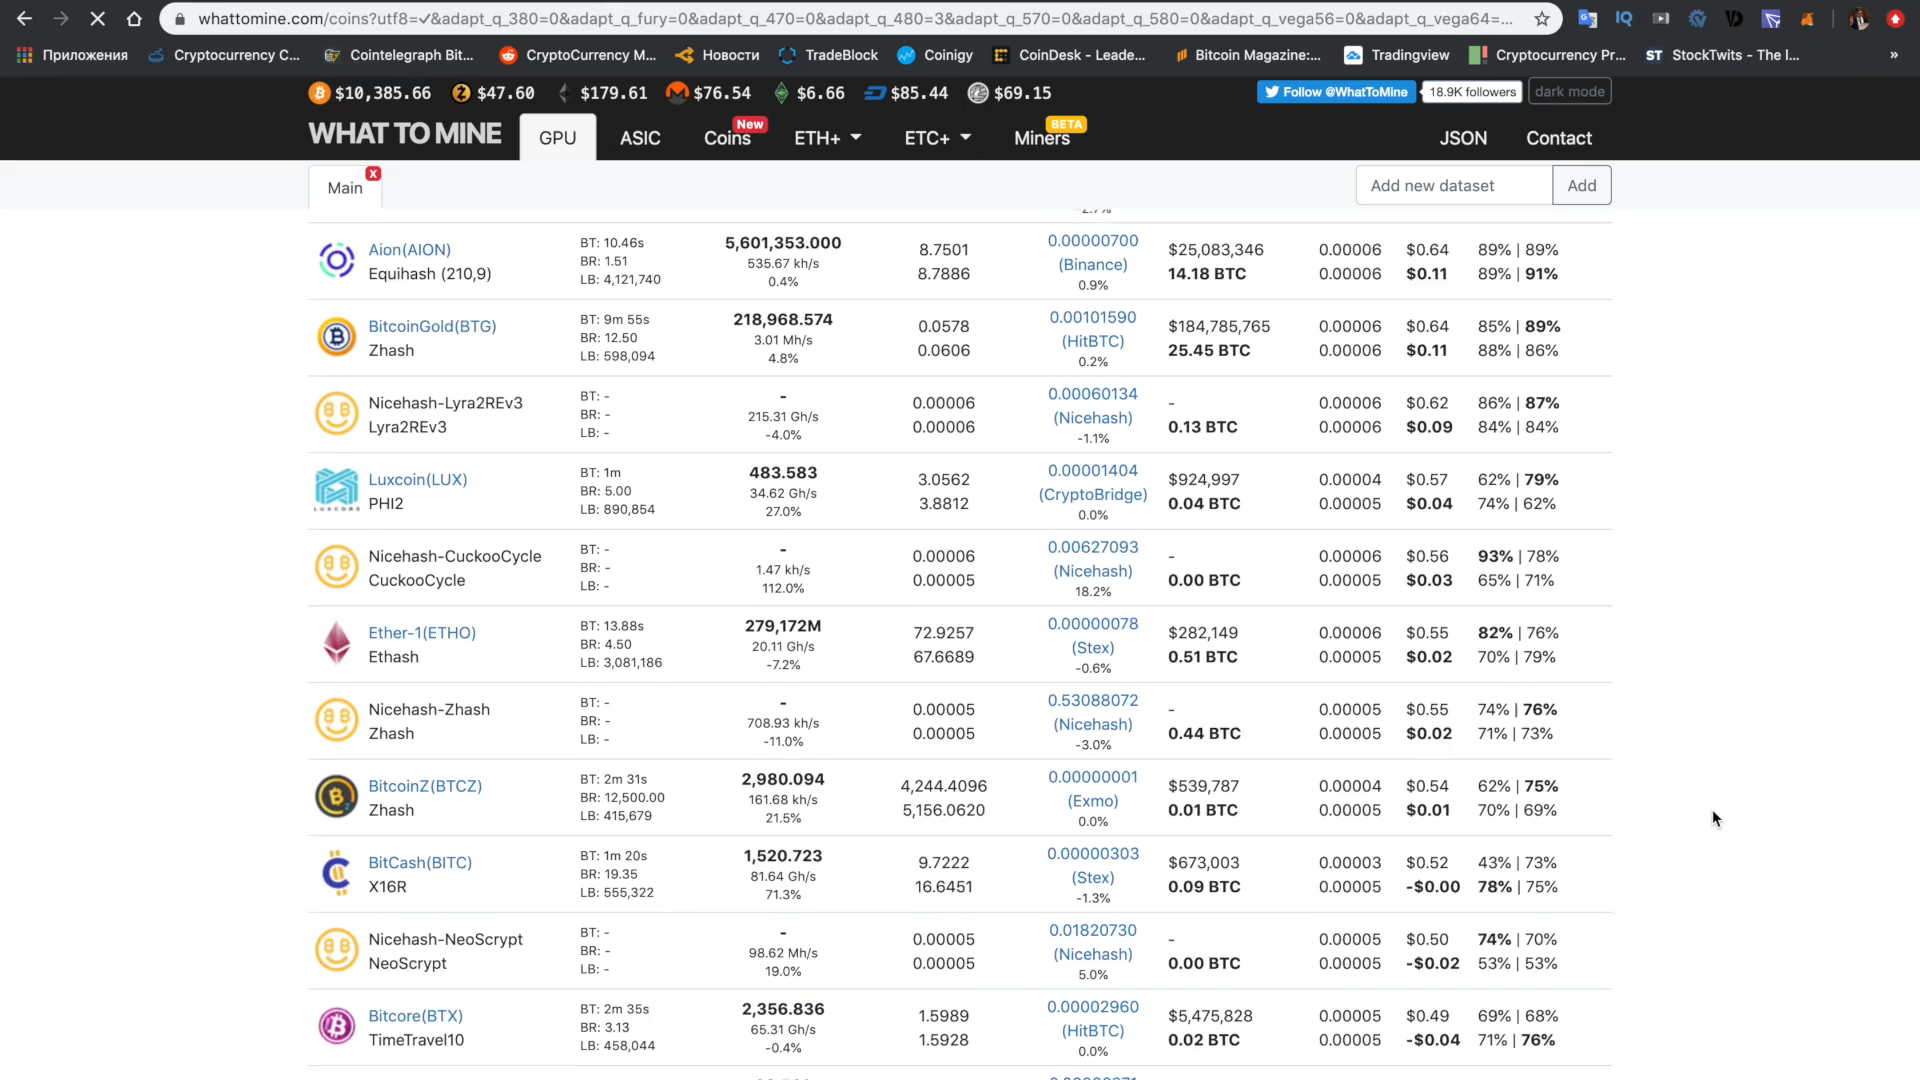 whattomine.com/coins?utf8=✓&adapt_q_380=0&adapt_q_fury=0&adapt_q_470=0&adapt_q_480=3&adapt_q_570=0&adapt_q_580=0&adapt_q_vega56=0&adapt_q_vega64=...
Приложения Cryptocurrency C... Cointelegraph Bit... CryptoCurrency M... Новости TradeBlock Coinigy CoinDesk - Leade... Bitcoin Magazine:... Tradingview Cryptocurrency Pr... ST StockTwits - The I... »
$10,385.66 $47.60 $179.61 $76.54 $6.66 $85.44 $69.15 Follow @WhatToMine 18.9K followers dark mode
WHAT TO MINE GPU ASIC Coins New ETH+ ETC+ Miners BETA JSON Contact
Main x Add new dataset Add
Aion(AION) BT: 10.46s 5,601,353.000 8.7501 0.00000700 $25,083,346 0.00006 $0.64 89% | 89%
Equihash (210,9) BR: 1.51 535.67 kh/s 8.7886 (Binance) 14.18 BTC 0.00006 $0.11 89% | 91%
LB: 4,121,740 0.4% 0.9%
BitcoinGold(BTG) BT: 9m 55s 218,968.574 0.0578 0.00101590 $184,785,765 0.00006 $0.64 85% | 89%
Zhash BR: 12.50 3.01 Mh/s 0.0606 (HitBTC) 25.45 BTC 0.00006 $0.11 88% | 86%
LB: 598,094 4.8% 0.2%
Nicehash-Lyra2REv3 BT: - - 0.00006 0.00060134 - 0.00006 $0.62 86% | 87%
Lyra2REv3 BR: - 215.31 Gh/s 0.00006 (Nicehash) 0.13 BTC 0.00006 $0.09 84% | 84%
LB: - -4.0% -1.1%
Luxcoin(LUX) BT: 1m 483.583 3.0562 0.00001404 $924,997 0.00004 $0.57 62% | 79%
PHI2 BR: 5.00 34.62 Gh/s 3.8812 (CryptoBridge) 0.04 BTC 0.00005 $0.04 74% | 62%
LB: 890,854 27.0% 0.0%
Nicehash-CuckooCycle BT: - - 0.00006 0.00627093 - 0.00006 $0.56 93% | 78%
CuckooCycle BR: - 1.47 kh/s 0.00005 (Nicehash) 0.00 BTC 0.00005 $0.03 65% | 71%
LB: - 112.0% 18.2%
Ether-1(ETHO) BT: 13.88s 279,172M 72.9257 0.00000078 $282,149 0.00006 $0.55 82% | 76%
Ethash BR: 4.50 20.11 Gh/s 67.6689 (Stex) 0.51 BTC 0.00005 $0.02 70% | 79%
LB: 3,081,186 -7.2% -0.6%
Nicehash-Zhash BT: - - 0.00005 0.53088072 - 0.00005 $0.55 74% | 76%
Zhash BR: - 708.93 kh/s 0.00005 (Nicehash) 0.44 BTC 0.00005 $0.02 71% | 73%
LB: - -11.0% -3.0%
BitcoinZ(BTCZ) BT: 2m 31s 2,980.094 4,244.4096 0.00000001 $539,787 0.00004 $0.54 62% | 75%
Zhash BR: 12,500.00 161.68 kh/s 5,156.0620 (Exmo) 0.01 BTC 0.00005 $0.01 70% | 69%
LB: 415,679 21.5% 0.0%
BitCash(BITC) BT: 1m 20s 1,520.723 9.7222 0.00000303 $673,003 0.00003 $0.52 43% | 73%
X16R BR: 19.35 81.64 Gh/s 16.6451 (Stex) 0.09 BTC 0.00005 -$0.00 78% | 75%
LB: 555,322 71.3% -1.3%
Nicehash-NeoScrypt BT: - - 0.00005 0.01820730 - 0.00005 $0.50 74% | 70%
NeoScrypt BR: - 98.62 Mh/s 0.00005 (Nicehash) 0.00 BTC 0.00005 -$0.02 53% | 53%
LB: - 19.0% 5.0%
Bitcore(BTX) BT: 2m 35s 2,356.836 1.5989 0.00002960 $5,475,828 0.00005 $0.49 69% | 68%
TimeTravel10 BR: 3.13 65.31 Gh/s 1.5928 (HitBTC) 0.02 BTC 0.00005 -$0.04 71% | 76%
LB: 458,044 -0.4% 0.0%